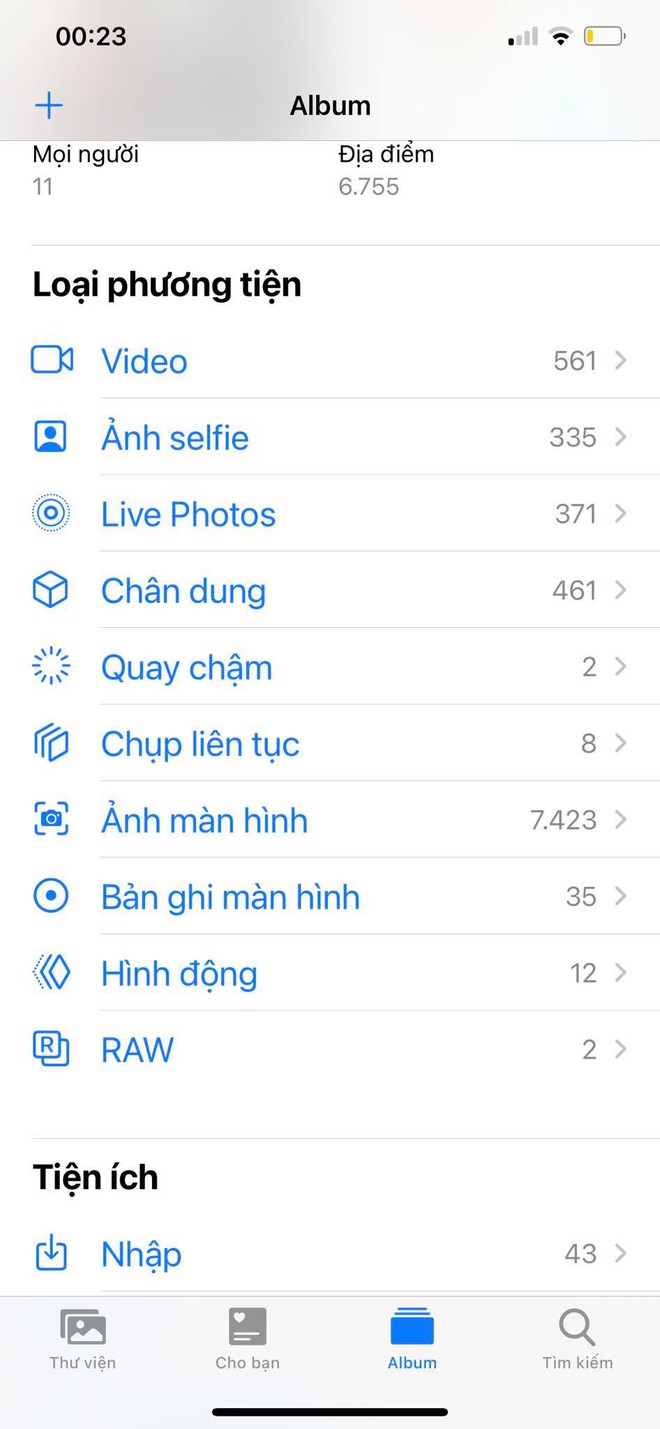 00:23
Album
Mọi người
Địa điểm
11
6.755
Loại phương tiện
Video 561
Ảnh selfie 335
Live Photos 371
Chân dung 461
Quay chậm 2
Chụp liên tục 8
Ảnh màn hình 7.423
Bản ghi màn hình 35
Hình động 12
R
RAW 2
Tiện ích
Nhập 43
Thư viện
Cho bạn
Album
Tìm kiếm